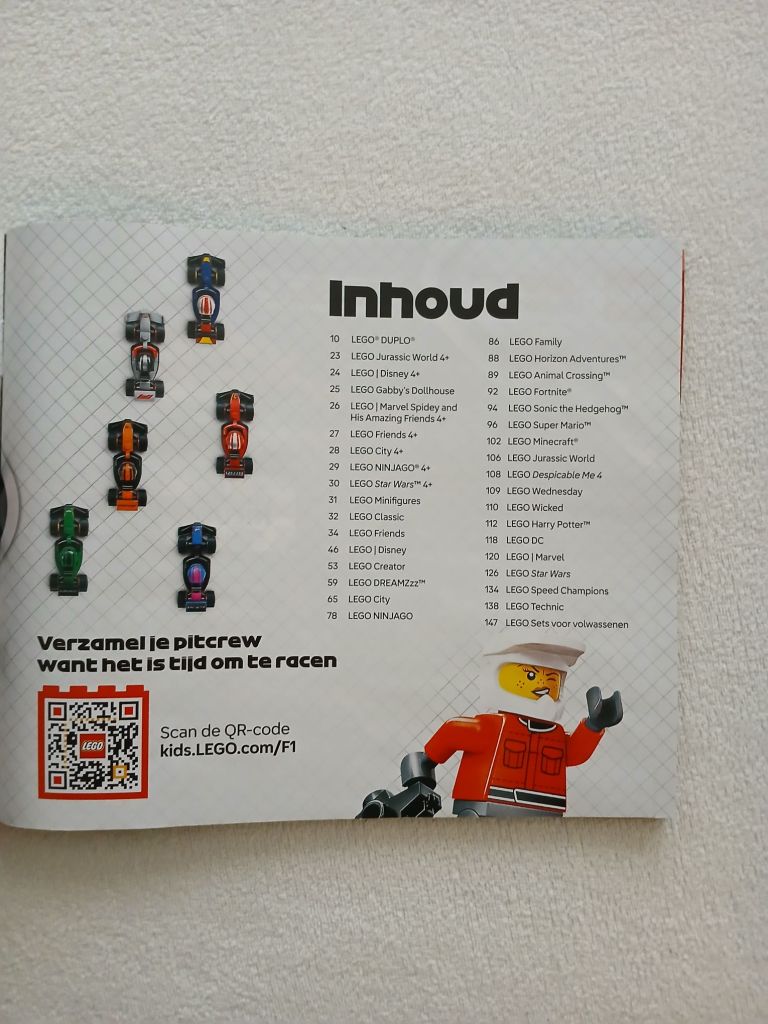 Inhoud
10 LEGO® DUPLO®
23 LEGO Jurassic World 4+
24 LEGO | Disney 4+
25 LEGO Gabby's Dollhouse
26 LEGO | Marvel Spidey and
His Amazing Friends 4+
27 LEGO Friends 4+
28 LEGO City 4+
29 LEGO NINJAGO® 4+
30 LEGO Star Wars™ 4+
31 LEGO Minifigures
32 LEGO Classic
34 LEGO Friends
46 LEGO | Disney
53 LEGO Creator
59 LEGO DREAMZzz™
65 LEGO City
78 LEGO NINJAGO
86 LEGO Family
88 LEGO Horizon Adventures™
89 LEGO Animal Crossing™
92 LEGO Fortnite®
94 LEGO Sonic the Hedgehog™
96 LEGO Super Mario™
102 LEGO Minecraft®
106 LEGO Jurassic World
108 LEGO Despicable Me 4
109 LEGO Wednesday
110 LEGO Wicked
112 LEGO Harry Potter™
118 LEGO DC
120 LEGO | Marvel
126 LEGO Star Wars
134 LEGO Speed Champions
138 LEGO Technic
147 LEGO Sets voor volwassenen
Verzamel je pitcrew
want het is tijd om te racen
LEGO
Scan de QR-code
kids.LEGO.com/F1